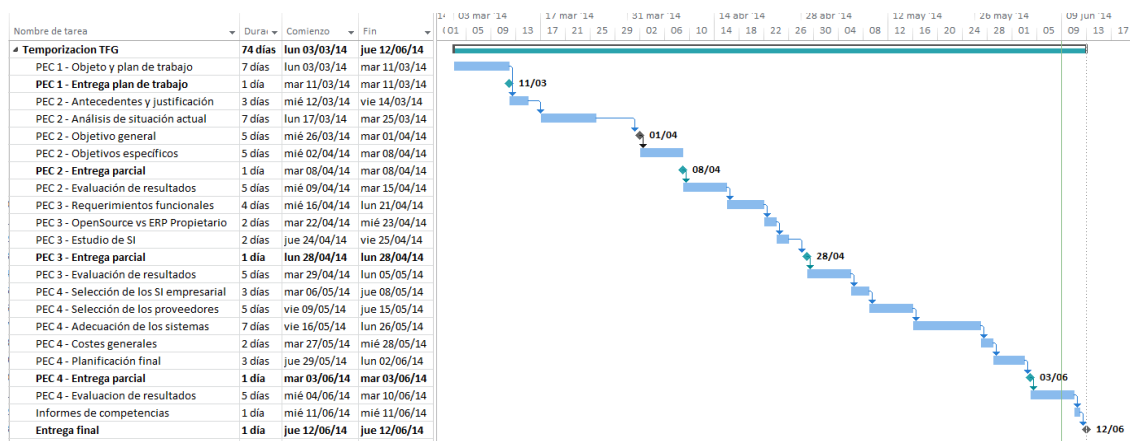 14 03 mar '14 17 mar '14 31 mar '14 14 abr '14 28 abr '14 12 may '14 26 may '14 09 jun '14
Nombre de tarea Durac Comienzo Fin 01 05 09 13 17 21 25 29 02 06 10 14 18 22 26 30 04 08 12 16 20 24 28 01 05 09 13 17
Temporizacion TFG 74 días lun 03/03/14 jue 12/06/14
PEC 1 - Objeto y plan de trabajo 7 días lun 03/03/14 mar 11/03/14
PEC 1 - Entrega plan de trabajo 1 día mar 11/03/14 mar 11/03/14 11/03
PEC 2 - Antecedentes y justificación 3 días mié 12/03/14 vie 14/03/14
PEC 2 - Análisis de situación actual 7 días lun 17/03/14 mar 25/03/14
PEC 2 - Objetivo general 5 días mié 26/03/14 mar 01/04/14 01/04
PEC 2 - Objetivos específicos 5 días mié 02/04/14 mar 08/04/14
PEC 2 - Entrega parcial 1 día mar 08/04/14 mar 08/04/14 08/04
PEC 2 - Evaluación de resultados 5 días mié 09/04/14 mar 15/04/14
PEC 3 - Requerimientos funcionales 4 días mié 16/04/14 lun 21/04/14
PEC 3 - OpenSource vs ERP Propietario 2 días mar 22/04/14 mié 23/04/14
PEC 3 - Estudio de SI 2 días jue 24/04/14 vie 25/04/14
PEC 3 - Entrega parcial 1 día lun 28/04/14 lun 28/04/14 28/04
PEC 3 - Evaluación de resultados 5 días mar 29/04/14 lun 05/05/14
PEC 4 - Selección de los SI empresarial 3 días mar 06/05/14 jue 08/05/14
PEC 4 - Selección de los proveedores 5 días vie 09/05/14 jue 15/05/14
PEC 4 - Adecuación de los sistemas 7 días vie 16/05/14 lun 26/05/14
PEC 4 - Costes generales 2 días mar 27/05/14 mié 28/05/14
PEC 4 - Planificación final 3 días jue 29/05/14 lun 02/06/14
PEC 4 - Entrega parcial 1 día mar 03/06/14 mar 03/06/14 03/06
PEC 4 - Evaluacion de resultados 5 días mié 04/06/14 mar 10/06/14
Informes de competencias 1 día mié 11/06/14 mié 11/06/14
Entrega final 1 día jue 12/06/14 jue 12/06/14 12/06